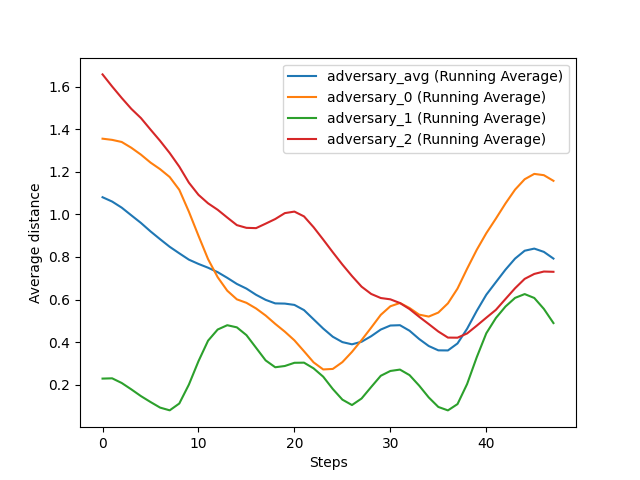 adversary_avg (Running Average)
adversary_0 (Running Average)
adversary_1 (Running Average)
adversary_2 (Running Average)
Average distance
1.6
1.4
1.2
1.0
0.8
0.6
0.4
0.2
0 10 20 30 40
Steps